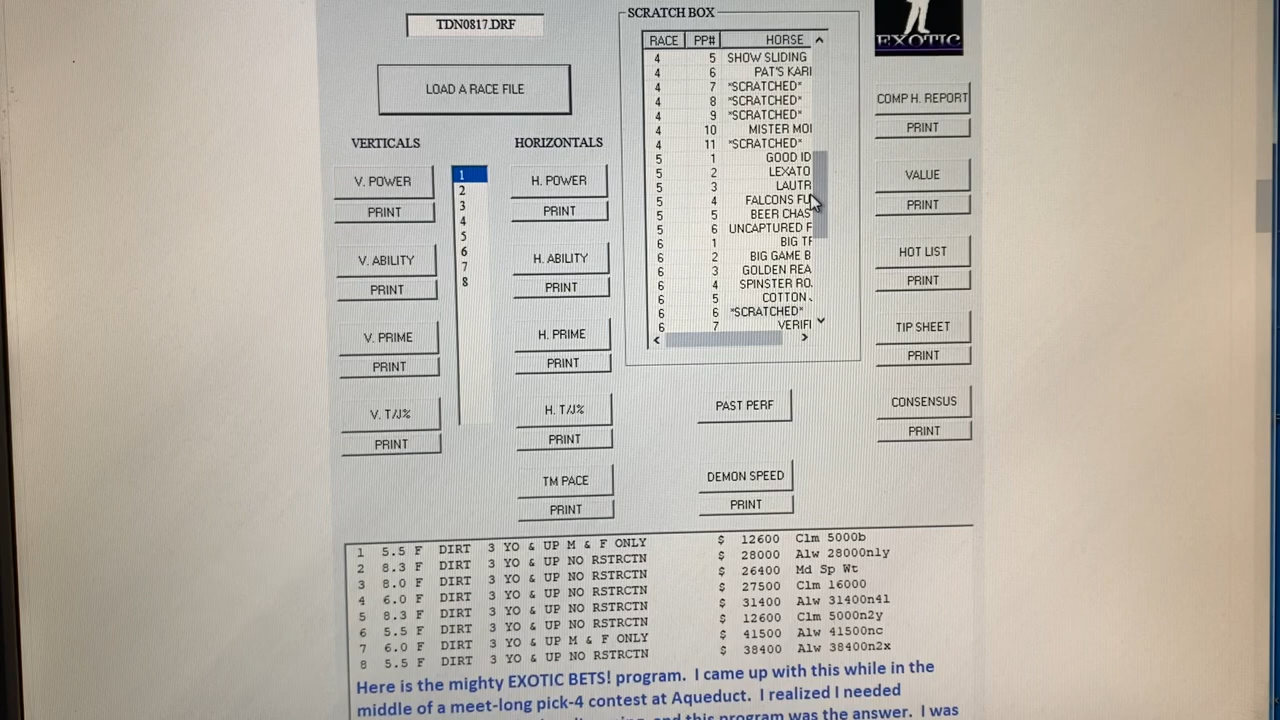 TDN0817.DRF
SCRATCH BOX
EXOTIC
LOAD A RACE FILE
RACE PP# HORSE
4 5 SHOW SLIDING
4 6 PAT'S KARI
4 7 "SCRATCHED"
4 8 "SCRATCHED"
4 9 "SCRATCHED"
4 10 MISTER MOI
4 11 "SCRATCHED"
5 1 GOOD ID
5 2 LEXATO
5 3 LAUTR
5 4 FALCONS FU
5 5 BEER CHAS
5 6 UNCAPTURED F
6 1 BIG TF
6 2 BIG GAME B
6 3 GOLDEN REA
6 4 SPINSTER RO.
6 5 COTTON
6 6 "SCRATCHED"
6 7 VERIFI
COMP H. REPORT
PRINT
VALUE
PRINT
HOT LIST
PRINT
TIP SHEET
PRINT
CONSENSUS
PRINT
VERTICALS
HORIZONTALS
V. POWER
PRINT
V. ABILITY
PRINT
V. PRIME
PRINT
V. T/J%
PRINT
1
2
3
4
5
6
7
8
H. POWER
PRINT
H. ABILITY
PRINT
H. PRIME
PRINT
H. T/J%
PRINT
TM PACE
PRINT
PAST PERF
DEMON SPEED
PRINT
1 5.5 F DIRT 3 YO & UP M & F ONLY $ 12600 Clm 5000b
2 8.3 F DIRT 3 YO & UP NO RSTRCTN $ 28000 Alw 28000nly
3 8.0 F DIRT 3 YO & UP NO RSTRCTN $ 26400 Md Sp Wt
4 6.0 F DIRT 3 YO & UP NO RSTRCTN $ 27500 Clm 16000
5 8.3 F DIRT 3 YO & UP NO RSTRCTN $ 31400 Alw 31400n4l
6 5.5 F DIRT 3 YO & UP NO RSTRCTN $ 12600 Clm 5000n2y
7 6.0 F DIRT 3 YO & UP M & F ONLY $ 41500 Alw 41500nc
8 5.5 F DIRT 3 YO & UP NO RSTRCTN $ 38400 Alw 38400n2x
Here is the mighty EXOTIC BETS! program. I came up with this while in the
middle of a meet-long pick-4 contest at Aqueduct. I realized I needed
and this program was the answer. I was